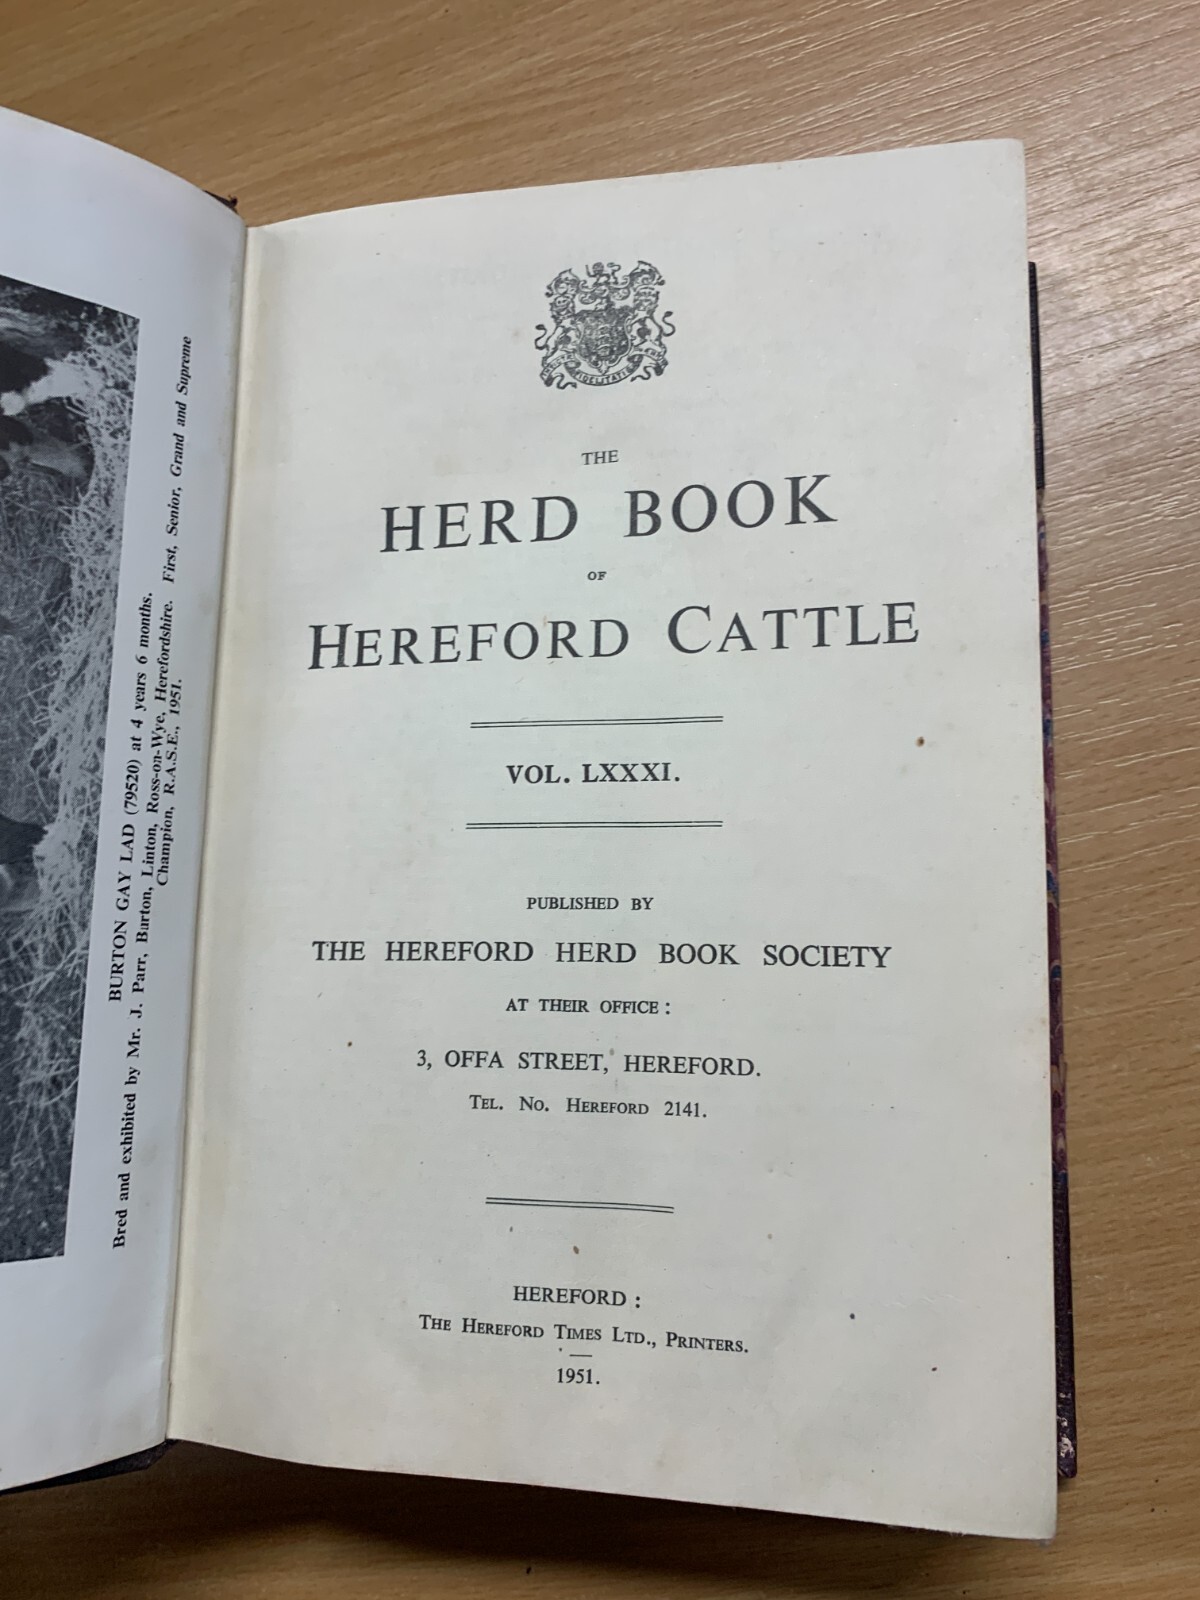 BURTON GAY LAD (79520) at 4 years 6 months.
Bred and exhibited by Mr. J. Parr, Barton, Linton, Ross-on-Wye, Herefordshire. First, Senior, Grand and Supreme
Champion, R.A.S.E., 1951.
FIDELITATIS
THE
HERD BOOK
OF
HEREFORD CATTLE
VOL. LXXXI.
PUBLISHED BY
THE HEREFORD HERD BOOK SOCIETY
AT THEIR OFFICE :
3, OFFA STREET, HEREFORD.
TEL. NO. HEREFORD 2141.
HEREFORD :
THE HEREFORD TIMES LTD., PRINTERS.
1951.